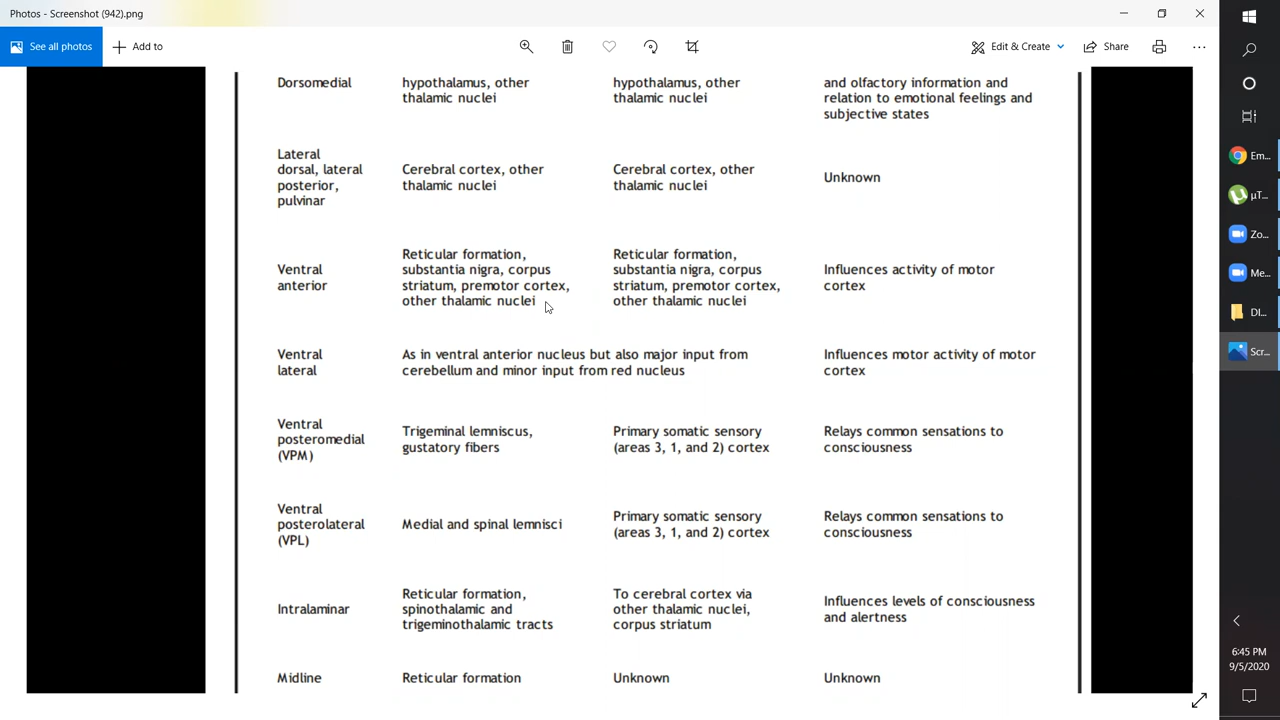 Photos - Screenshot (942).png
See all photos
Add to
Edit & Create
Share
Dorsomedial
hypothalamus, other
thalamic nuclei
hypothalamus, other
thalamic nuclei
and olfactory information and
relation to emotional feelings and
subjective states
Lateral
dorsal, lateral
posterior,
pulvinar
Cerebral cortex, other
thalamic nuclei
Cerebral cortex, other
thalamic nuclei
Unknown
Ventral
anterior
Reticular formation,
substantia nigra, corpus
striatum, premotor cortex,
other thalamic nuclei
Reticular formation,
substantia nigra, corpus
striatum, premotor cortex,
other thalamic nuclei
Influences activity of motor
cortex
Ventral
lateral
As in ventral anterior nucleus but also major input from
cerebellum and minor input from red nucleus
Influences motor activity of motor
cortex
Ventral
posteromedial
(VPM)
Trigeminal lemniscus,
gustatory fibers
Primary somatic sensory
(areas 3, 1, and 2) cortex
Relays common sensations to
consciousness
Ventral
posterolateral
(VPL)
Medial and spinal lemnisci
Primary somatic sensory
(areas 3, 1, and 2) cortex
Relays common sensations to
consciousness
Intralaminar
Reticular formation,
spinothalamic and
trigeminothalamic tracts
To cerebral cortex via
other thalamic nuclei,
corpus striatum
Influences levels of consciousness
and alertness
Midline
Reticular formation
Unknown
Unknown
Em...
µT...
Zo...
Me...
DI...
Scr...
6:45 PM
9/5/2020